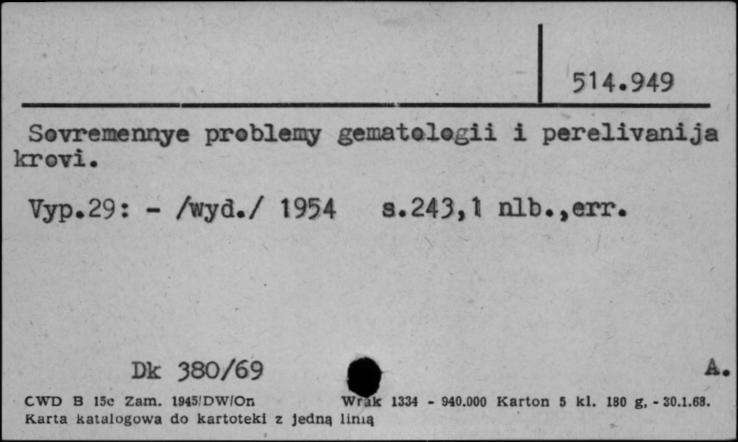 514.949
Sovremennye problemy gematologii i perelivanija
krovi.
Vyp.29: - /wyd./ 1954 s.243,1 nlb.,err.
Dk 380/69
A.
CWD B 15c Zam. 1945/DW/On Wrak 1334 - 940.000 Karton 5 kl. 180 g. - 30.1.68.
Karta katalogowa do kartoteki z jedną linią